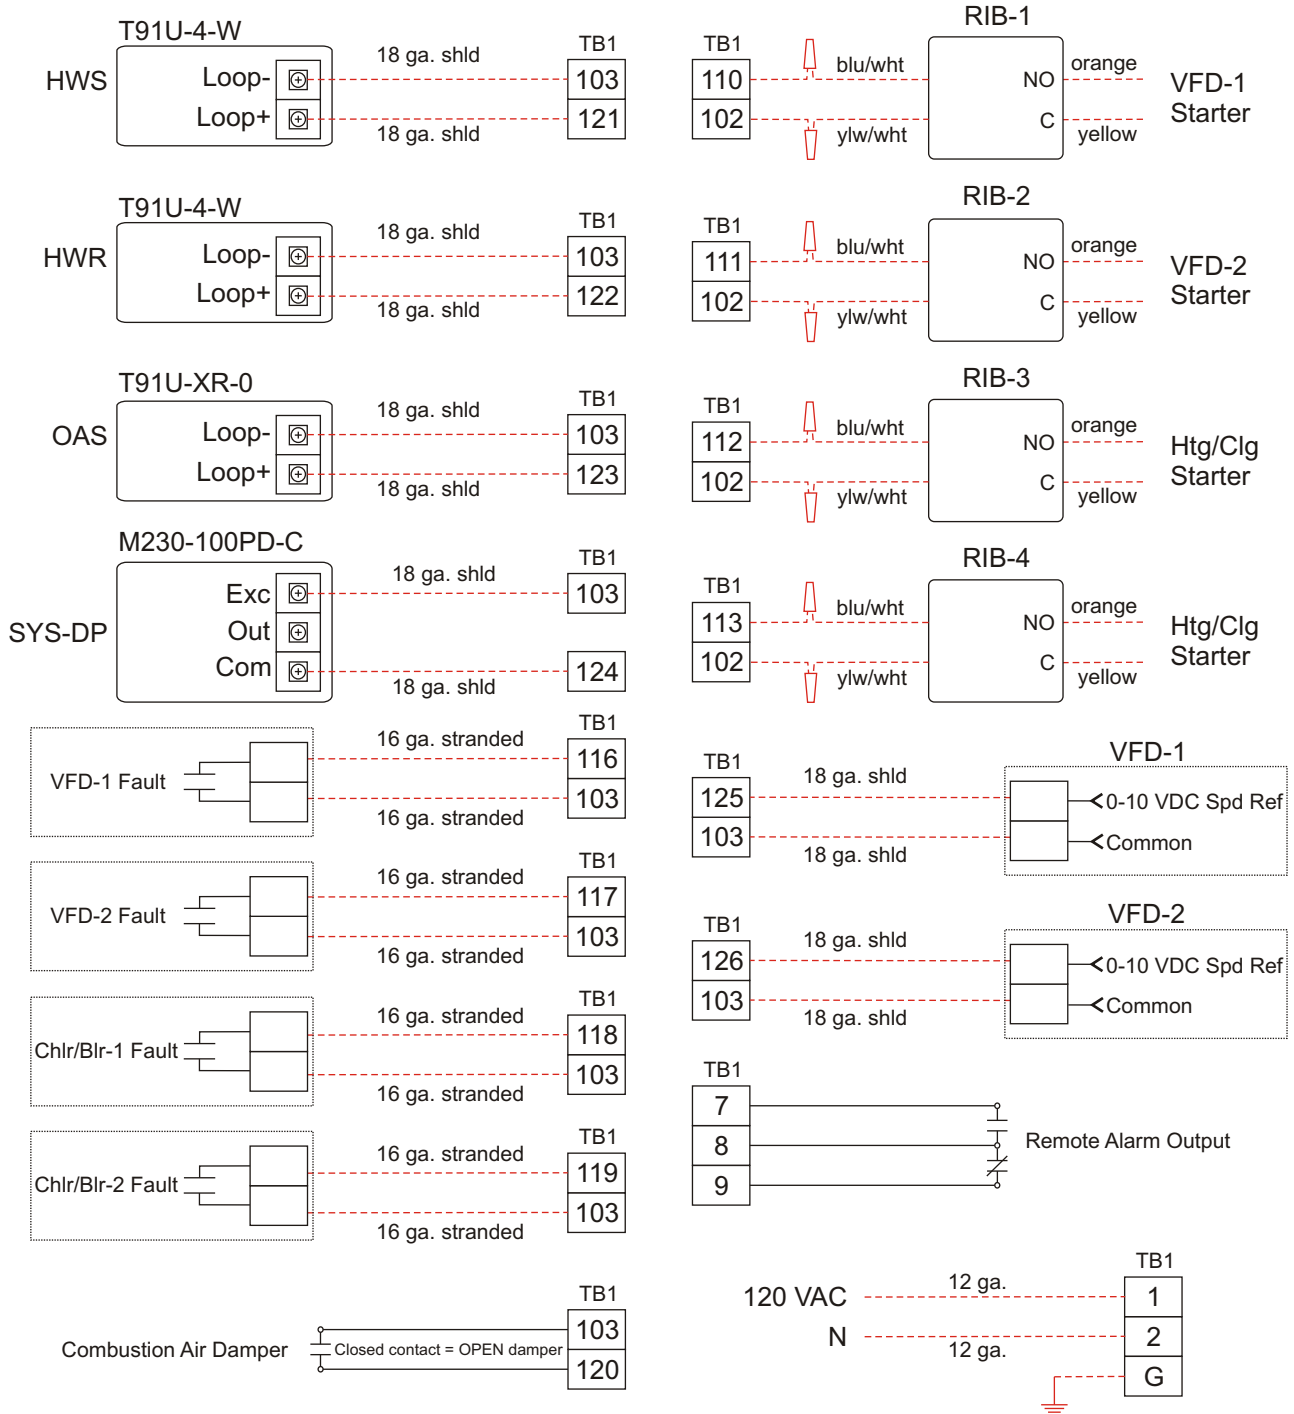 T91U-4-W
HWS
Loop-
Loop+
18 ga. shld
18 ga. shld
TB1
103
121
T91U-4-W
HWR
Loop-
Loop+
18 ga. shld
18 ga. shld
TB1
103
122
T91U-XR-0
OAS
Loop-
Loop+
18 ga. shld
18 ga. shld
TB1
103
123
M230-100PD-C
SYS-DP
Exc
Out
Com
18 ga. shld
18 ga. shld
TB1
103
124
VFD-1 Fault
16 ga. stranded
16 ga. stranded
TB1
116
103
VFD-2 Fault
16 ga. stranded
16 ga. stranded
TB1
117
103
Chlr/Blr-1 Fault
16 ga. stranded
16 ga. stranded
TB1
118
103
Chlr/Blr-2 Fault
16 ga. stranded
16 ga. stranded
TB1
119
103
Combustion Air Damper
Closed contact = OPEN damper
TB1
103
120
RIB-1
TB1
110
102
blu/wht
ylw/wht
NO
C
orange
yellow
VFD-1
Starter
RIB-2
TB1
111
102
blu/wht
ylw/wht
NO
C
orange
yellow
VFD-2
Starter
RIB-3
TB1
112
102
blu/wht
ylw/wht
NO
C
orange
yellow
Htg/Clg
Starter
RIB-4
TB1
113
102
blu/wht
ylw/wht
NO
C
orange
yellow
Htg/Clg
Starter
VFD-1
TB1
125
103
18 ga. shld
18 ga. shld
0-10 VDC Spd Ref
Common
VFD-2
TB1
126
103
18 ga. shld
18 ga. shld
0-10 VDC Spd Ref
Common
TB1
7
8
9
Remote Alarm Output
TB1
120 VAC
12 ga.
1
N
12 ga.
2
G